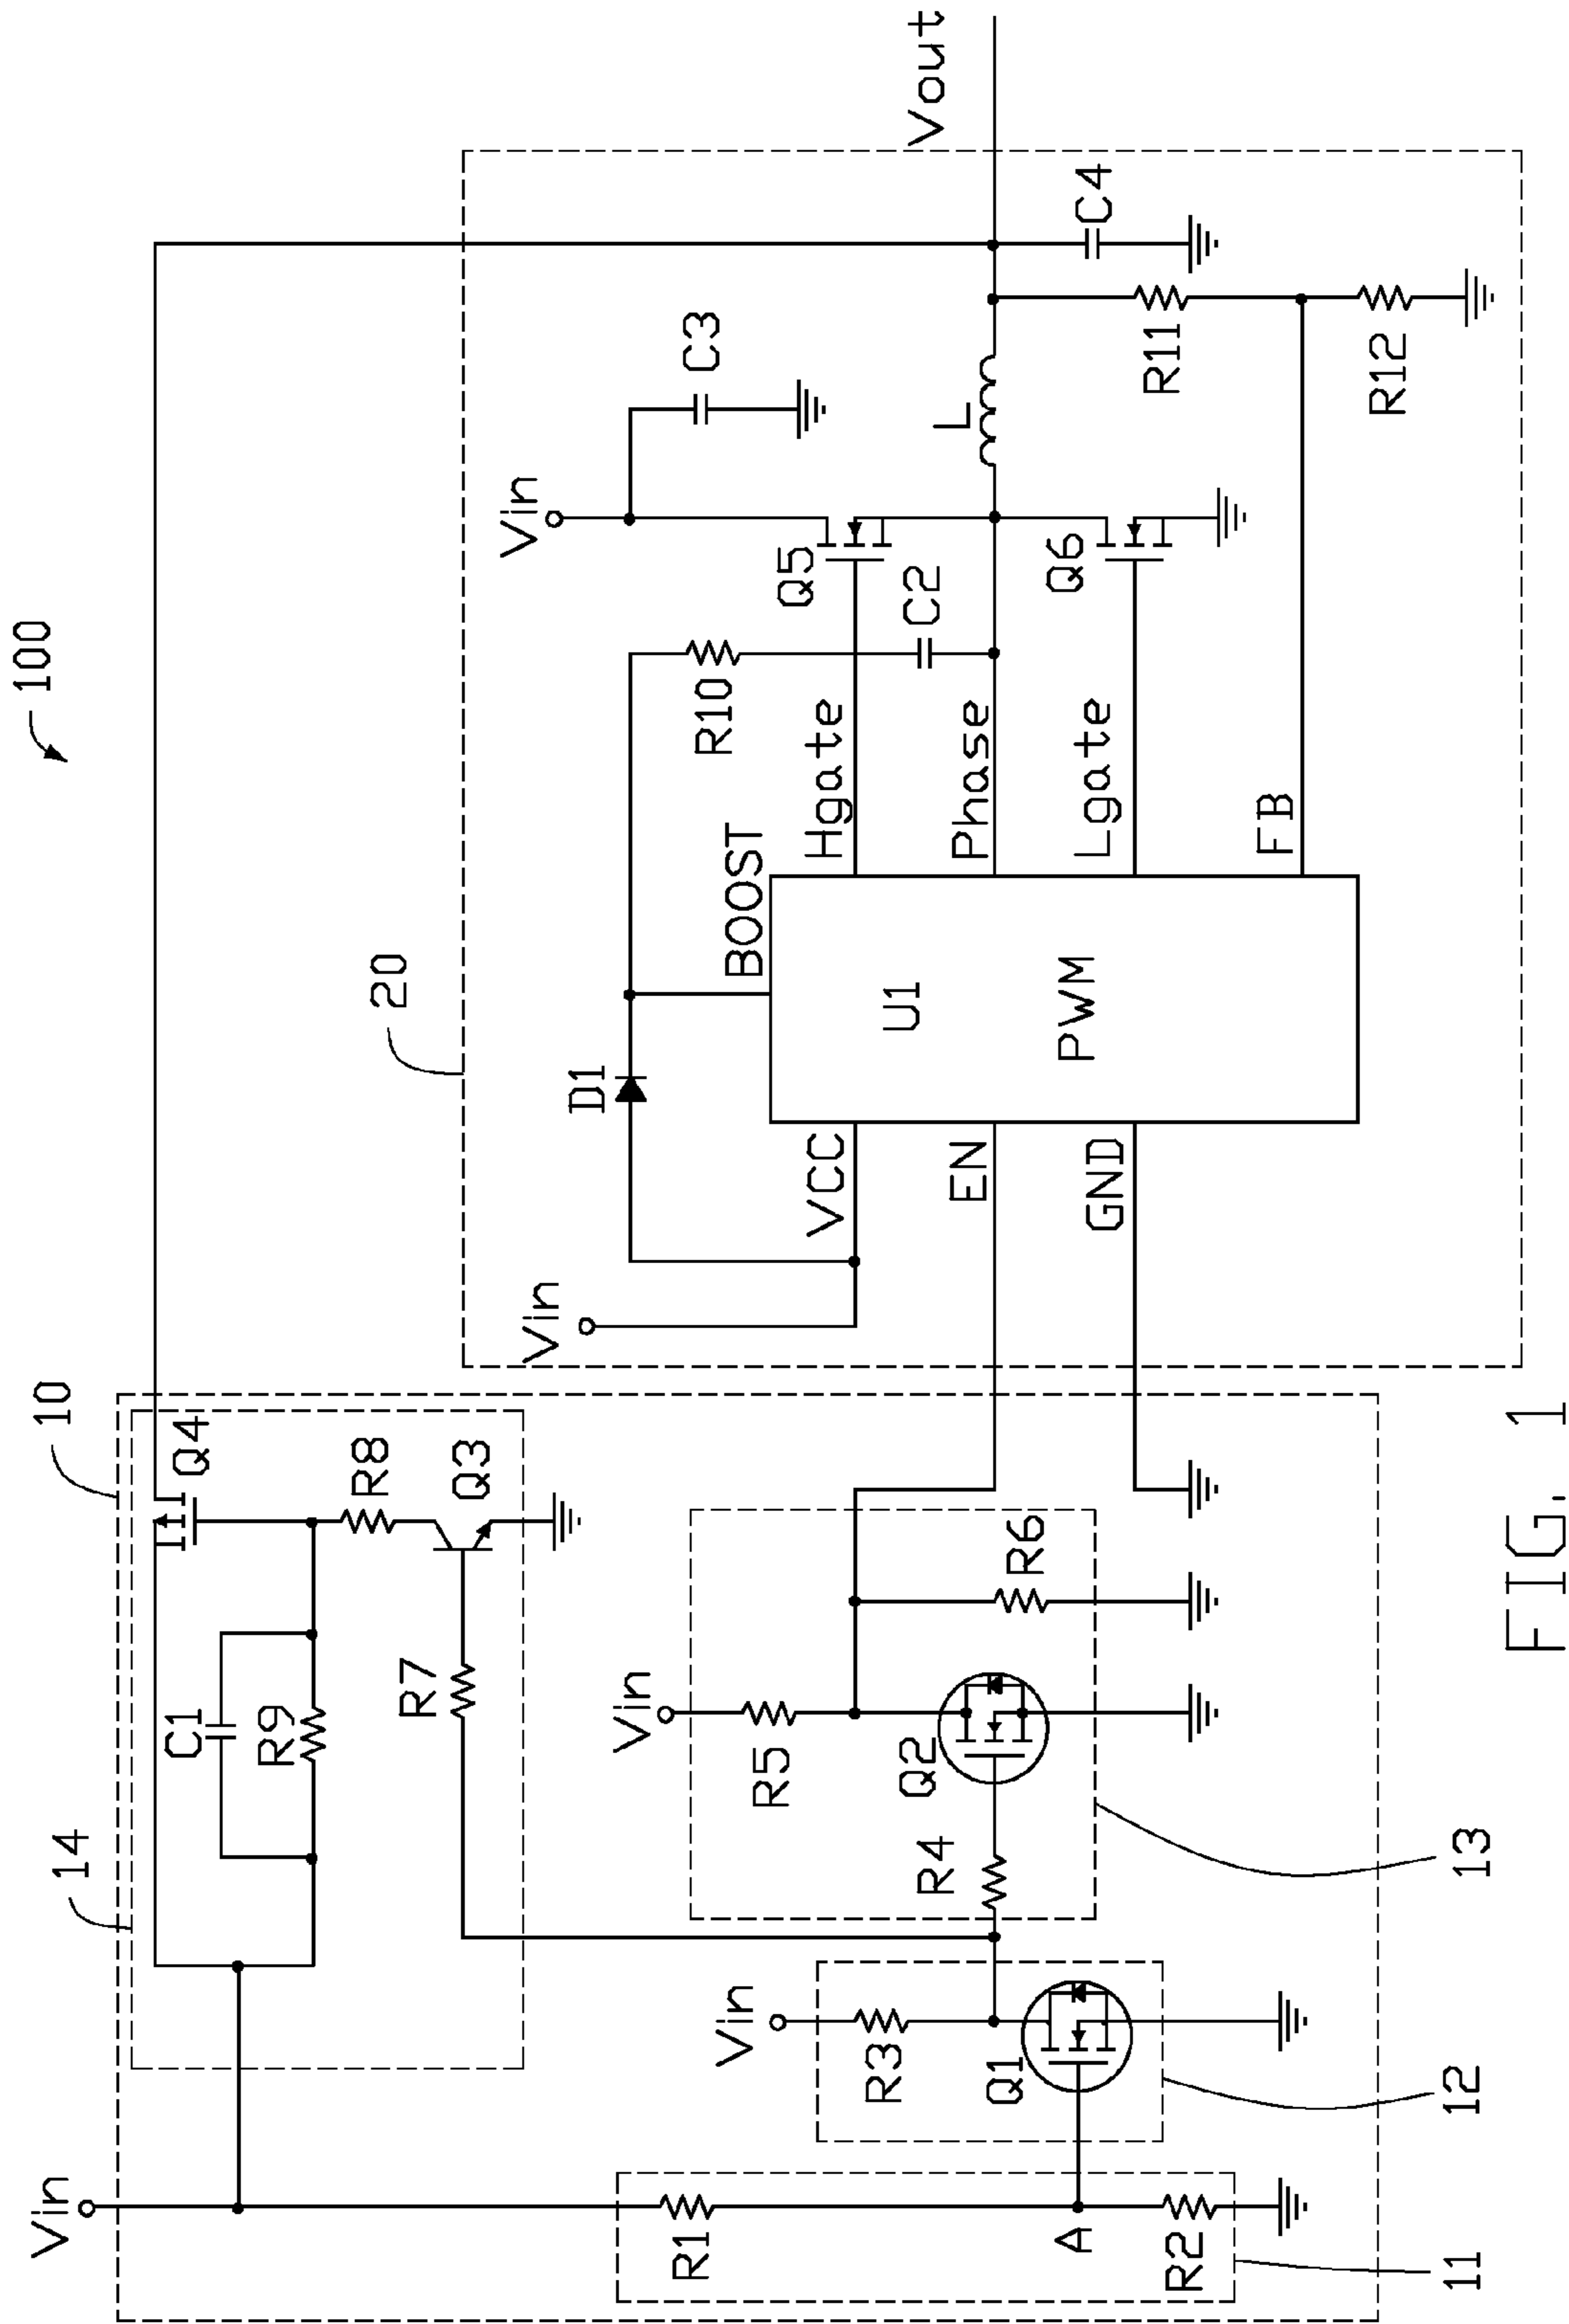 100
14
10
20
Vin
C1
R9
Q4
R8
Q3
R7
Vin
D1
BOOST
R10
Vin
C3
Vin
R5
VCC
Hgate
Q5
C2
L
Vout
Vin
R3
R4
Q2
R6
EN
U1
PWM
Phase
Q6
C4
R1
A
R2
Q1
GND
Lgate
FB
R11
R12
11
12
13
FIG. 1